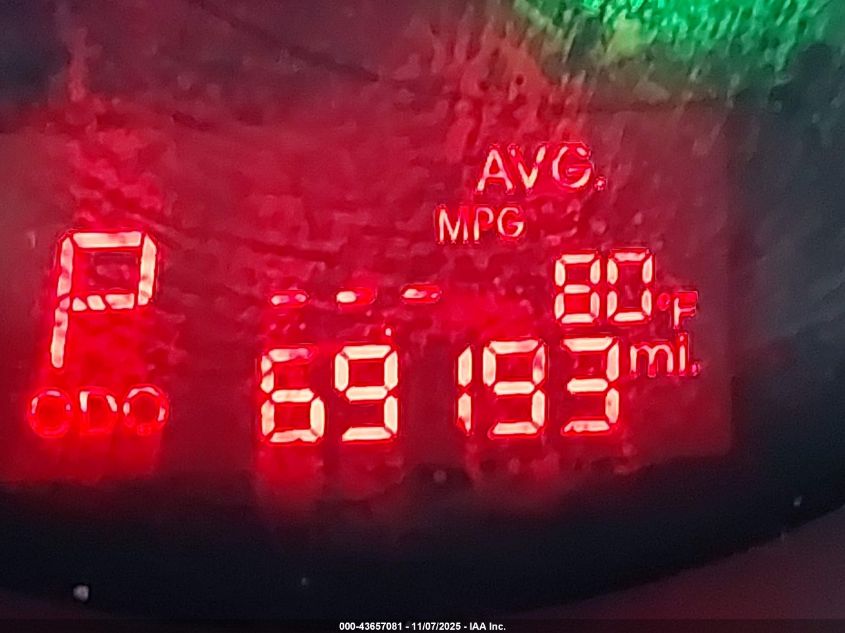 AVG.
MPG
P --- 80°F
ODO 69193 mi.
000-43657081 - 11/07/2025 - IAA Inc.